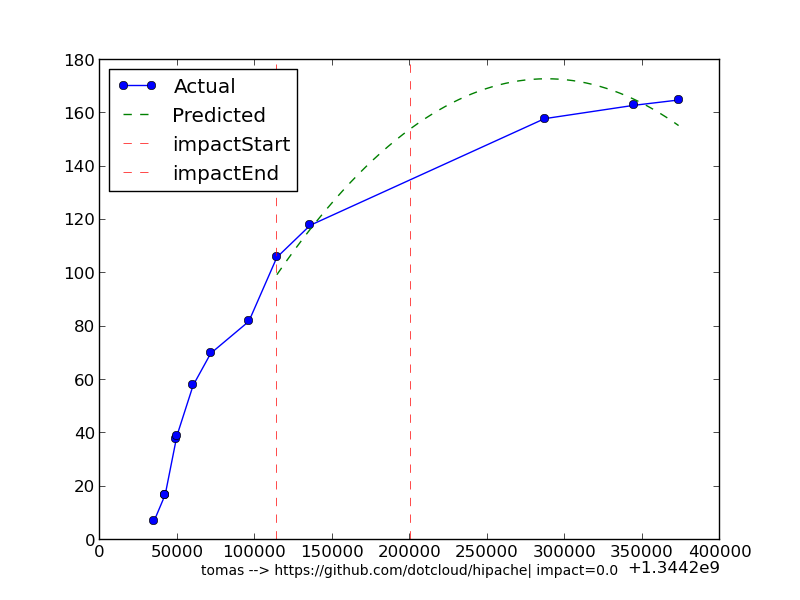 180
160
140
120
100
80
60
40
20
0
Actual
Predicted
impactStart
impactEnd
0 50000 100000 150000 200000 250000 300000 350000 400000
tomas --> https://github.com/dotcloud/hipache| impact=0.0 +1.3442e9